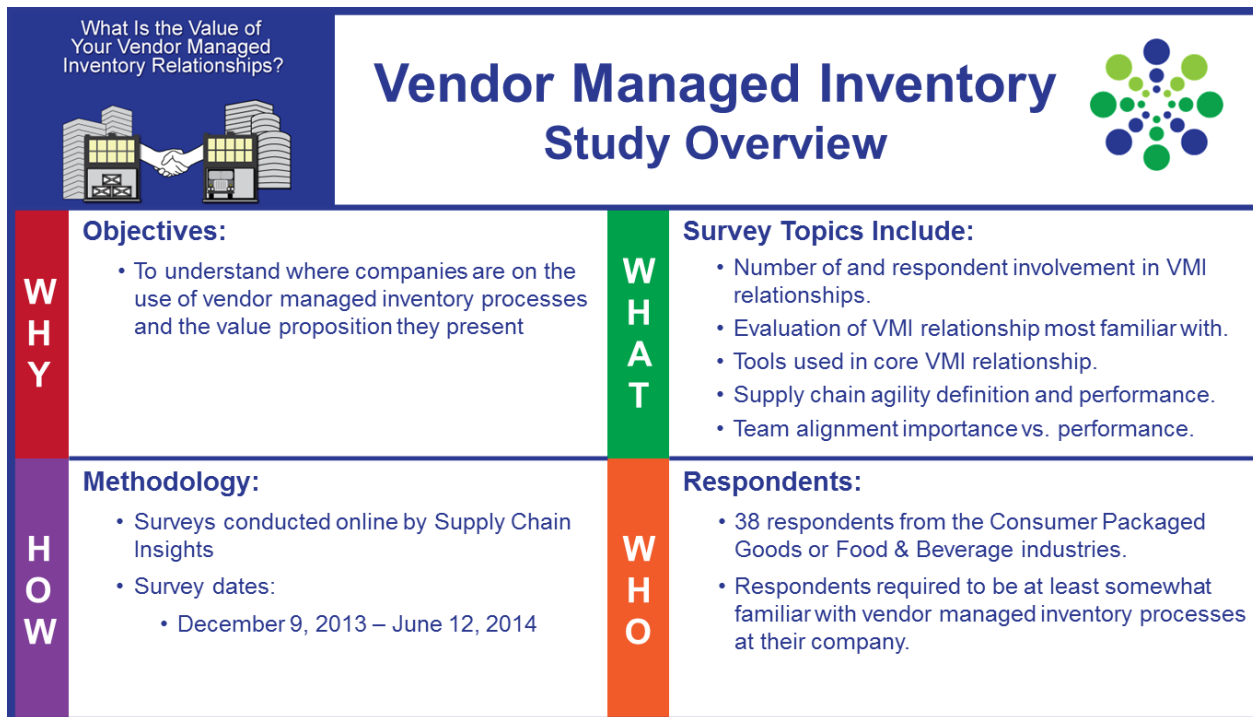 What Is the Value of
Your Vendor Managed
Inventory Relationships?
Vendor Managed Inventory
Study Overview
WHY
Objectives:
• To understand where companies are on the
use of vendor managed inventory processes
and the value proposition they present
WHAT
Survey Topics Include:
• Number of and respondent involvement in VMI
relationships.
• Evaluation of VMI relationship most familiar with.
• Tools used in core VMI relationship.
• Supply chain agility definition and performance.
• Team alignment importance vs. performance.
HOW
Methodology:
• Surveys conducted online by Supply Chain
Insights
• Survey dates:
• December 9, 2013 – June 12, 2014
WHO
Respondents:
• 38 respondents from the Consumer Packaged
Goods or Food & Beverage industries.
• Respondents required to be at least somewhat
familiar with vendor managed inventory processes
at their company.